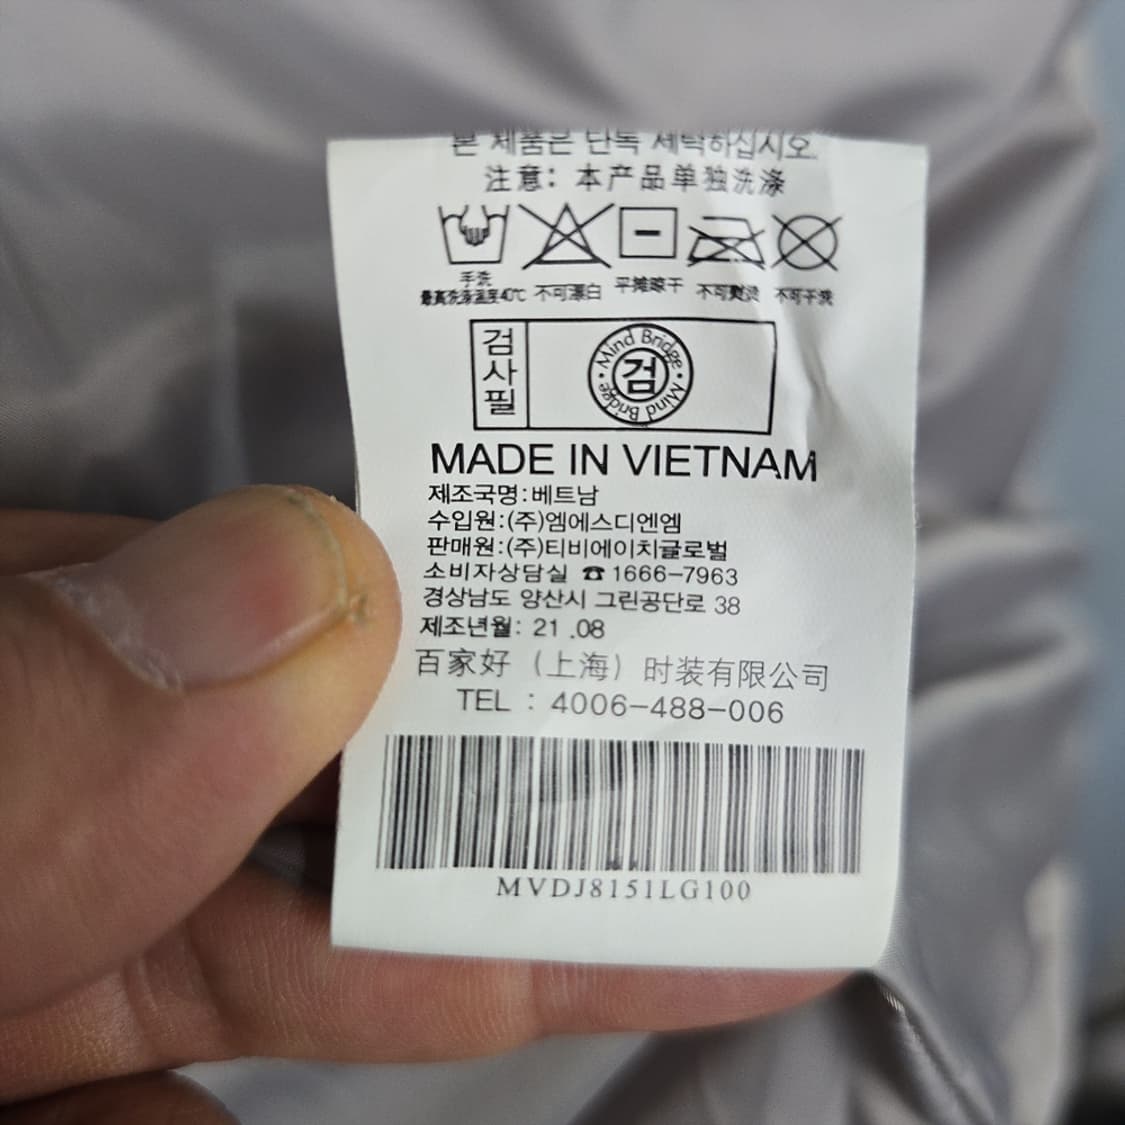 본 제품은 단독 세탁하십시오.
注意：本产品单独洗涤
手洗
最高洗涤温度40℃ 不可漂白 平摊晾干 不可熨烫 不可干洗
검사필
Mind Bridge · Mind Bridge ·
검
MADE IN VIETNAM
제조국명:베트남
수입원:(주)엠에스디엔엠
판매원:(주)티비에이치글로벌
소비자상담실 ☎1666-7963
경상남도 양산시 그린공단로 38
제조년월: 21 .08
百家好（上海）时装有限公司
TEL : 4006-488-006
MVDJ8151LG100